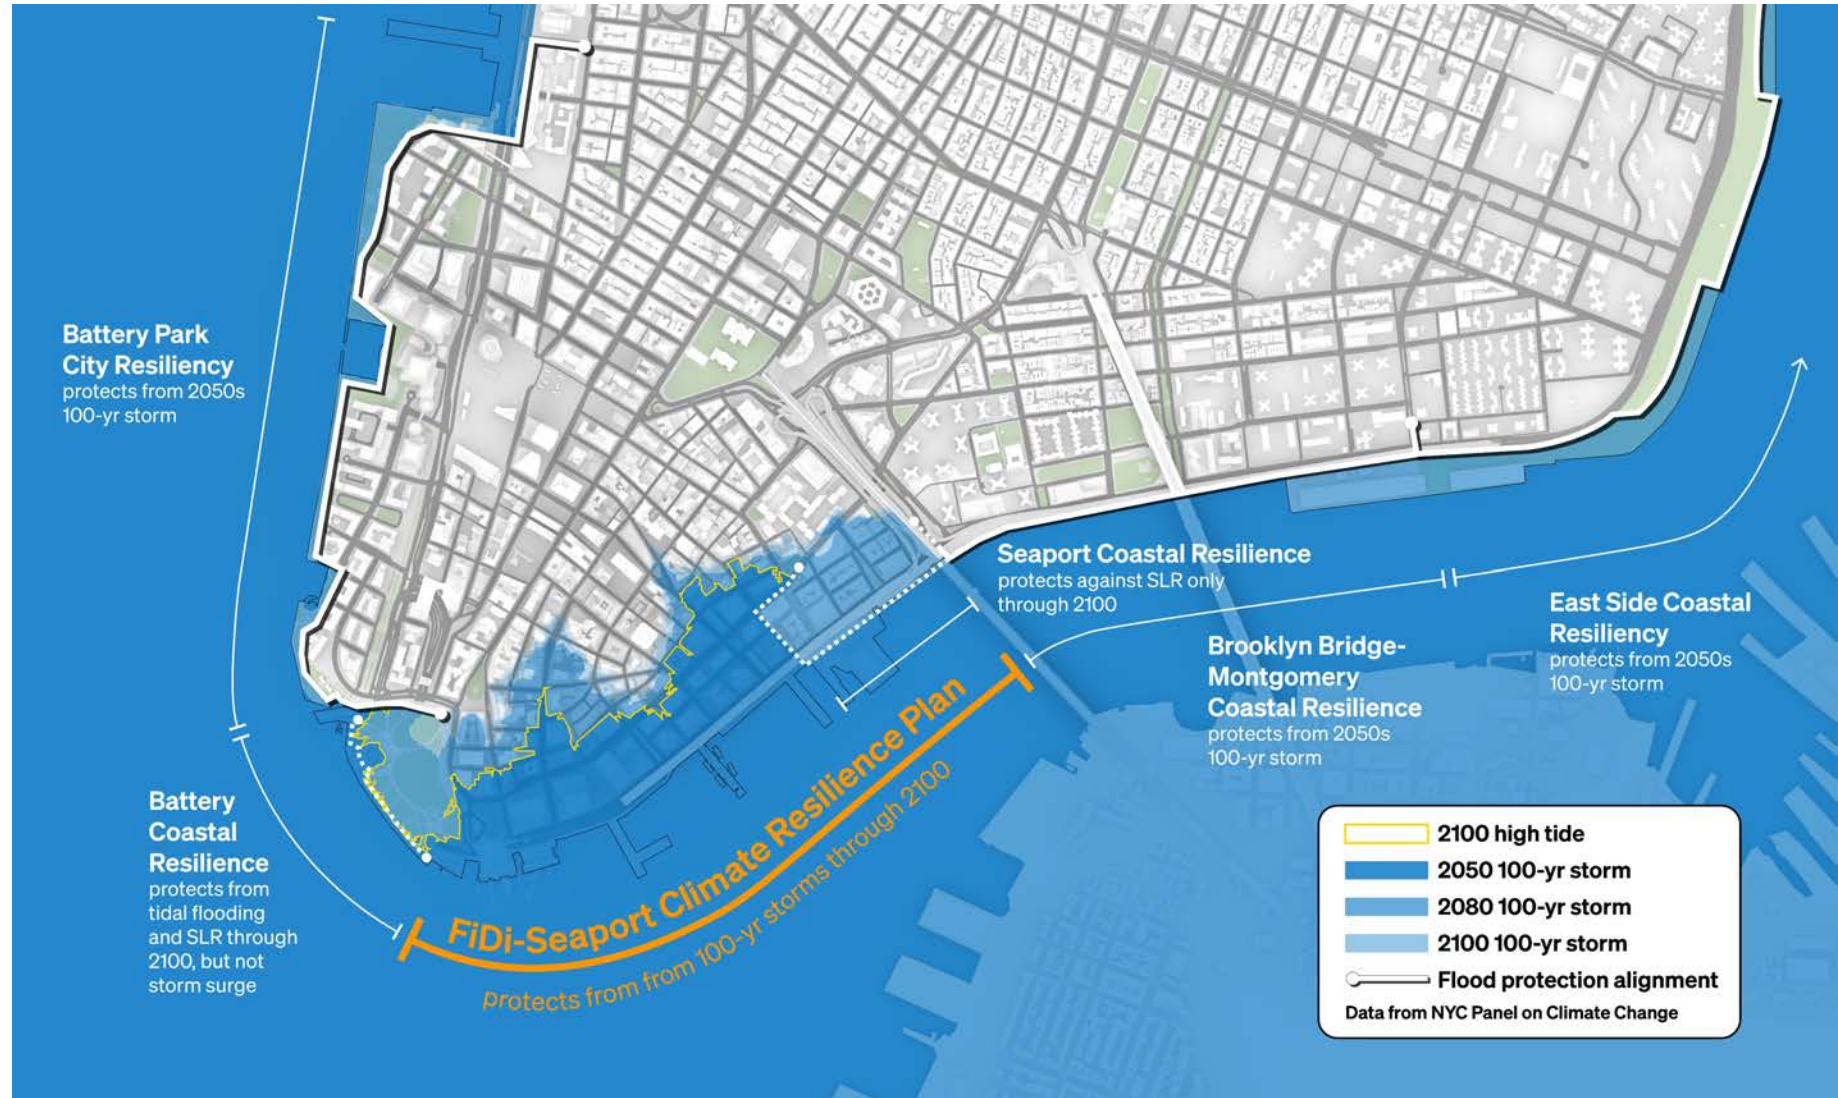 Battery Park
City Resiliency
protects from 2050s
100-yr storm
Seaport Coastal Resilience
protects against SLR only
through 2100
East Side Coastal
Resiliency
protects from 2050s
100-yr storm
Brooklyn Bridge-
Montgomery
Coastal Resilience
protects from 2050s
100-yr storm
Battery
Coastal
Resilience
protects from
tidal flooding
and SLR through
2100, but not
storm surge
FiDi-Seaport Climate Resilience Plan
protects from from 100-yr storms through 2100
2100 high tide
2050 100-yr storm
2080 100-yr storm
2100 100-yr storm
Flood protection alignment
Data from NYC Panel on Climate Change